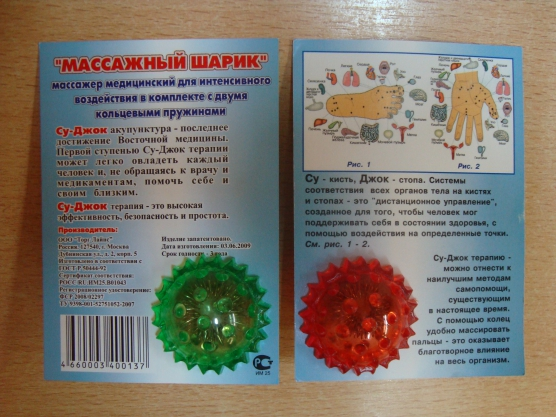 "МАССАЖНЫЙ ШАРИК"
массажер медицинский для интенсивного
воздействия в комплекте с двумя
кольцевыми пружинами
Су-Джок акупунктура - последнее
достижение Восточной медицины.
Первой ступенью Су-Джок терапии
может легко овладеть каждый
человек и, не обращаясь к врачу и
медикаментам, помочь себе и
своим близким.
Су-Джок терапия - это высокая
эффективность, безопасность и простота.
Производитель:
ООО "Торг Лайнс"
Россия, 127540, г. Москва
Дубнинская ул., 2, корп. 5
Изготовлено в соответствии с
ГОСТ Р 50444-92
Сертификат соответствия:
РОСС RU.ИМ25.В01043
Регистрационное удостоверение:
ФСР 2008/02297
ТУ 9398-001-52751052-2007
Изделие запатентовано
Дата изготовления: 03.06.2009
Срок годности -
4 660003 400137
ИМ 25
Рис. 1
Рис. 2
Су - кисть, Джок - стопа. Системы
соответствия всех органов тела на кистях
и стопах - это "дистанционное управление",
созданное для того, чтобы человек мог
поддерживать себя в состоянии здоровья, с
помощью воздействия на определенные точки.
См. рис. 1 - 2.
Су-Джок терапию -
можно отнести к
наилучшим методам
самопомощи,
существующим
в настоящее время.
С помощью колец
удобно массировать
пальцы - это оказывает
благотворное влияние
на весь организм.